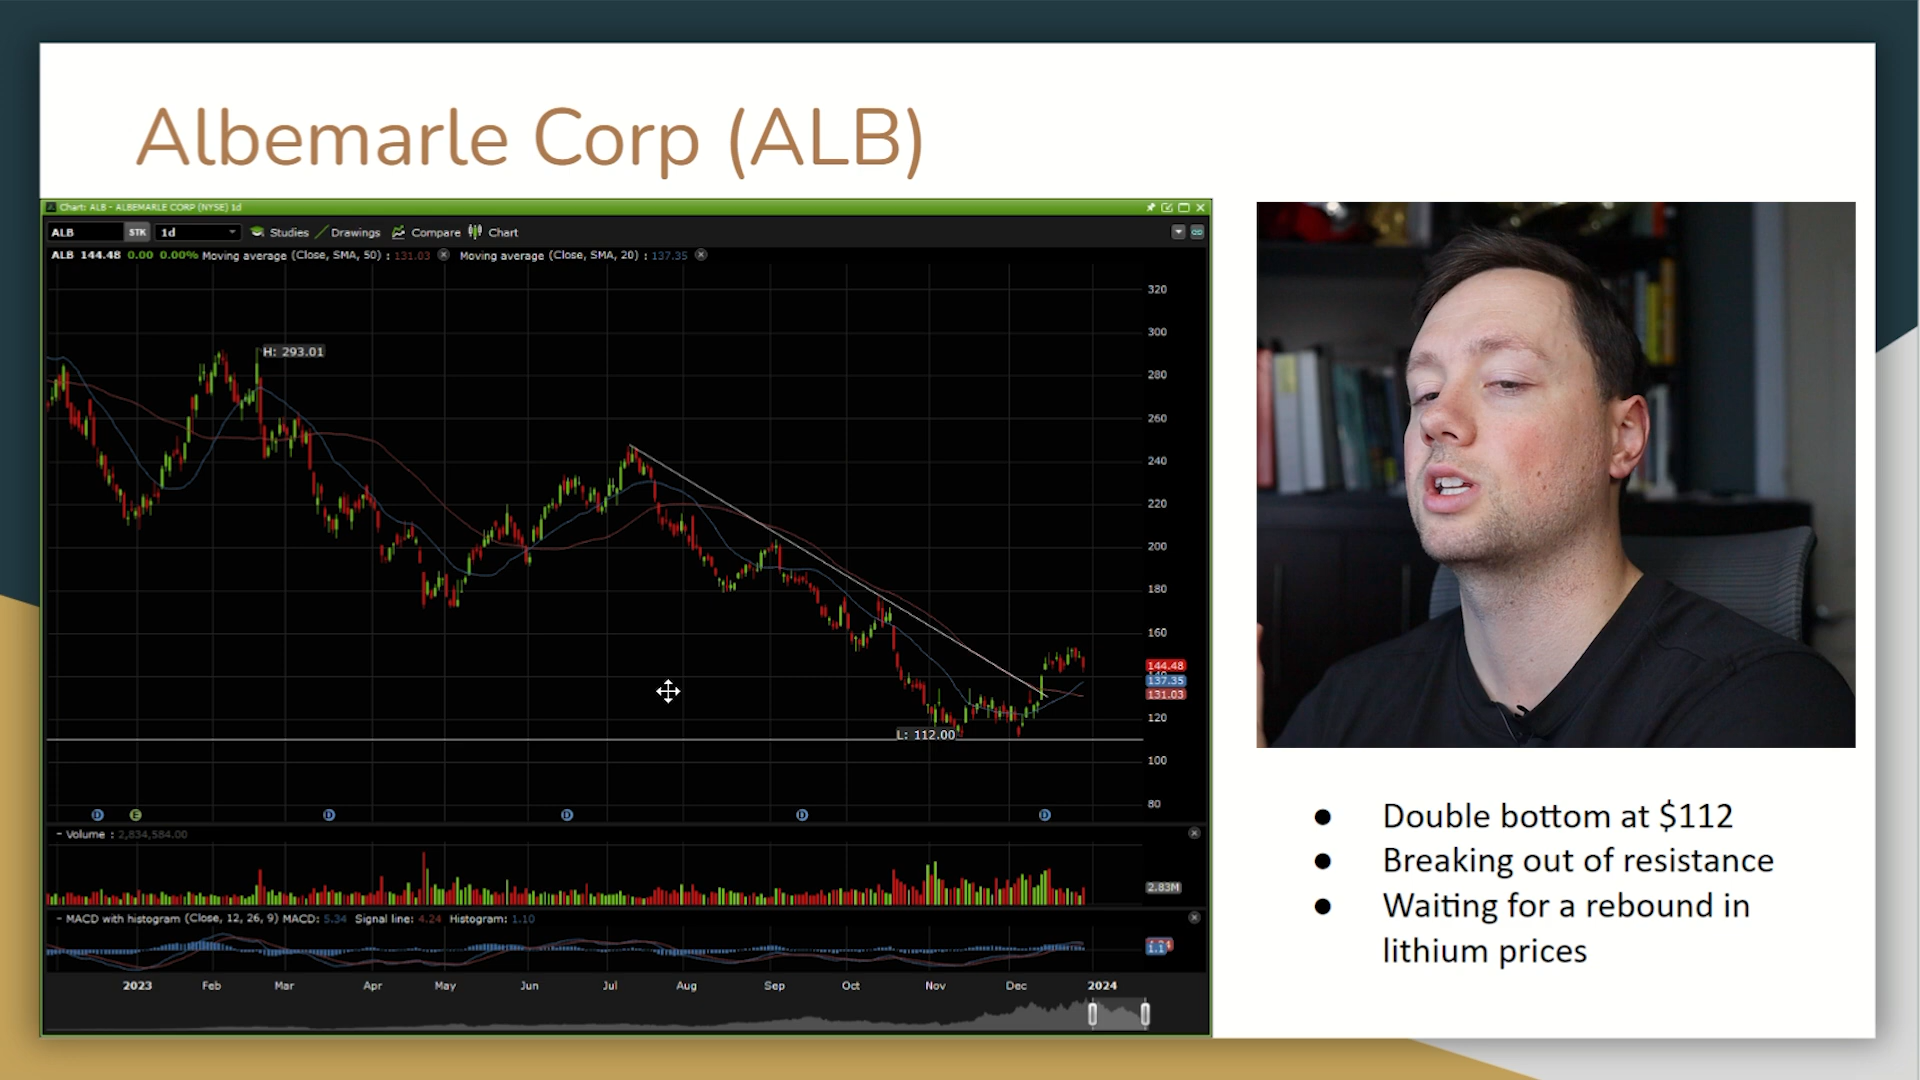 Albemarle Corp (ALB)
Chart: ALB - ALBEMARLE CORP (NYSE) 1d
ALB STK 1d Studies Drawings Compare Chart
ALB 144.48 0.00 0.00% Moving average (Close, SMA, 50) : 131.03 Moving average (Close, SMA, 20) : 137.35
320
300
H: 293.01
280
260
240
220
200
180
160
144.48
137.35
131.03
120
L: 112.00
100
80
D E D D D D
- Volume : 2,834,584.00
2.83M
- MACD with histogram (Close, 12, 26, 9) MACD: 5.34 Signal line: 4.24 Histogram: 1.10
2023 Feb Mar Apr May Jun Jul Aug Sep Oct Nov Dec 2024
● Double bottom at $112
● Breaking out of resistance
● Waiting for a rebound in
lithium prices